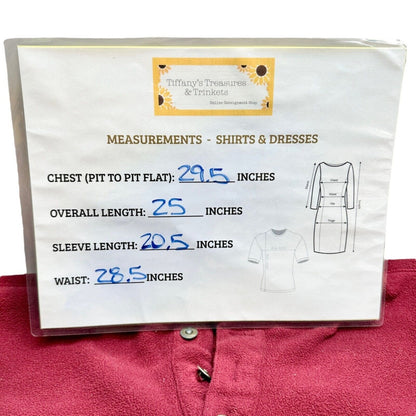 Tiffany's Treasures
& Trinkets
Online Consignment Shop
MEASUREMENTS - SHIRTS & DRESSES
CHEST (PIT TO PIT FLAT): 29.5 INCHES
OVERALL LENGTH: 25 INCHES
SLEEVE LENGTH: 20.5 INCHES
WAIST: 28.5 INCHES